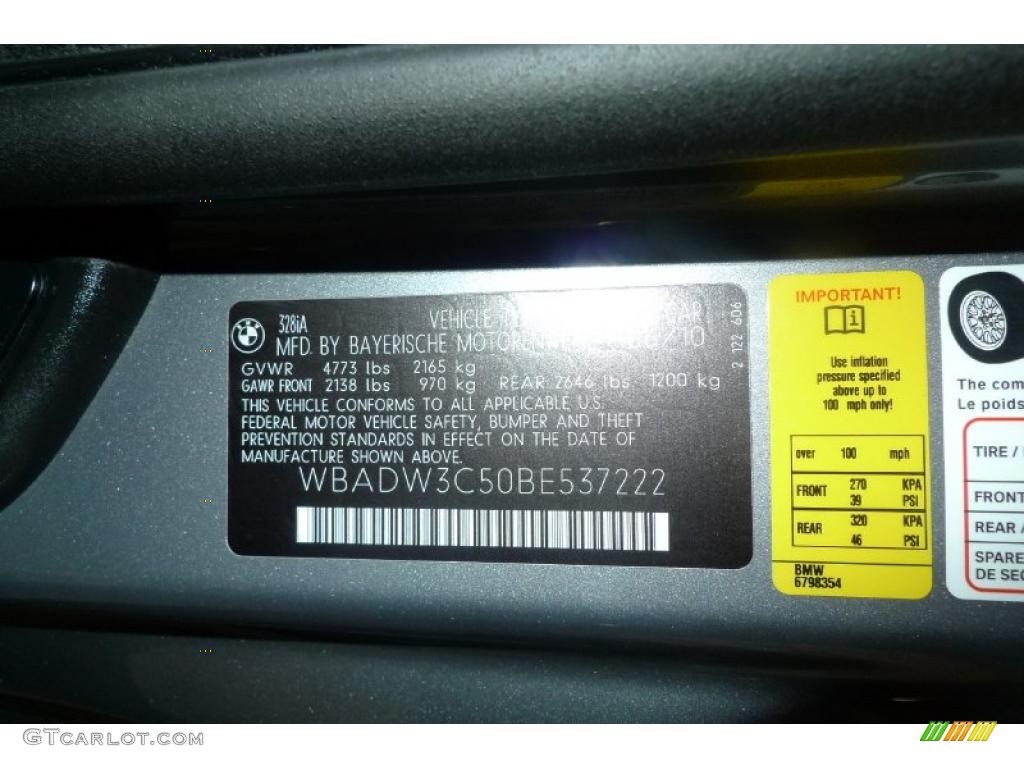 328iA
VEHICLE
MFD. BY BAYERISCHE
GVWR 4773 lbs 2165 kg
GAWR FRONT 2138 lbs 970 kg REAR 2646 lbs 1200 kg
THIS VEHICLE CONFORMS TO ALL APPLICABLE U.S.
FEDERAL MOTOR VEHICLE SAFETY, BUMPER AND THEFT
PREVENTION STANDARDS IN EFFECT ON THE DATE OF
MANUFACTURE SHOWN ABOVE.
WBADW3C50BE537222
2 122 606
IMPORTANT!
Use inflation
pressure specified
above up to
100 mph only!
over 100 mph
FRONT 270 KPA
39 PSI
REAR 320 KPA
46 PSI
BMW
6798354
The com
Le poids
TIRE /
FRONT
REAR /
SPARE
DE SEC
GTCARLOT.COM